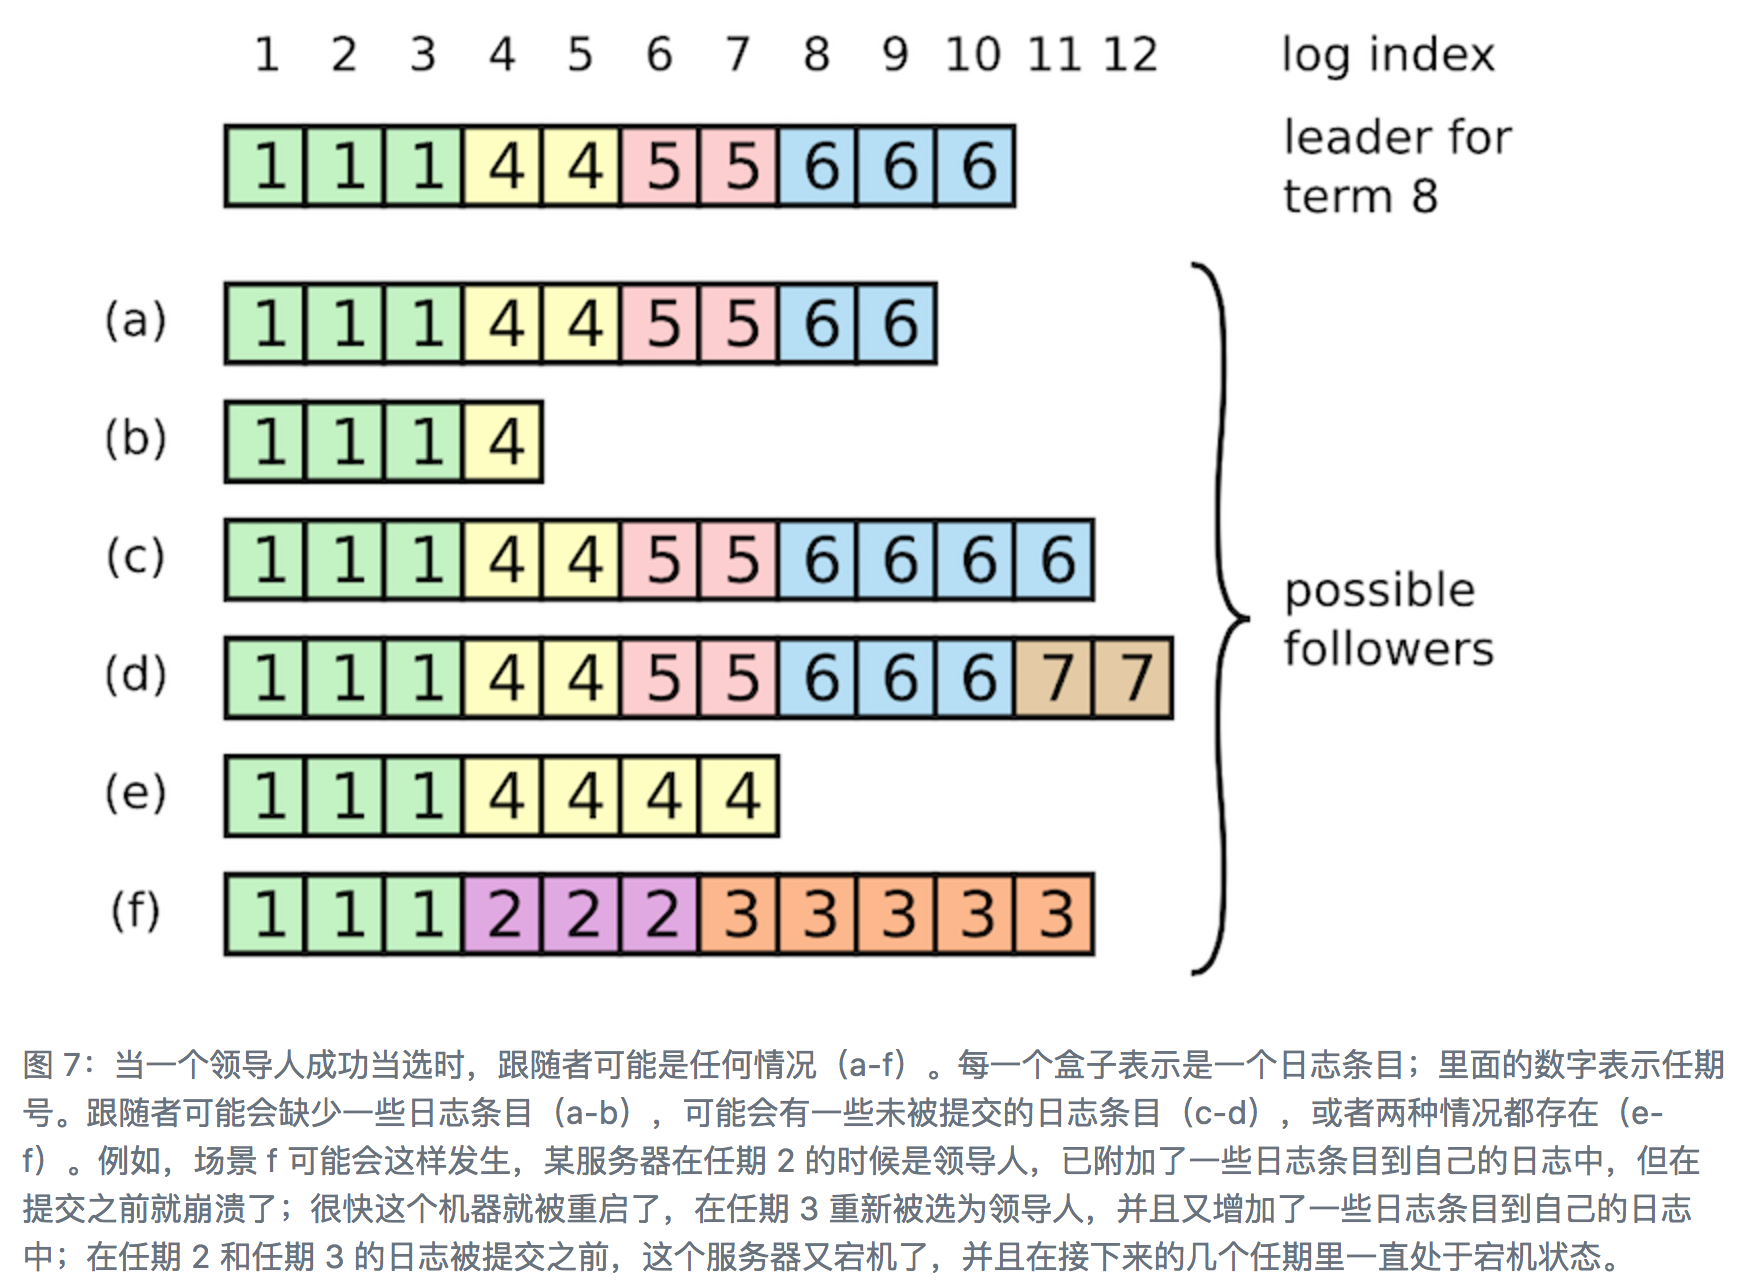 1 2 3 4 5 6 7 8 9 10 11 12 log index
1 1 1 4 4 5 5 6 6 6 leader for
term 8
(a) 1 1 1 4 4 5 5 6 6
(b) 1 1 1 4
(c) 1 1 1 4 4 5 5 6 6 6 6
(d) 1 1 1 4 4 5 5 6 6 6 7 7
(e) 1 1 1 4 4 4 4
(f) 1 1 1 2 2 2 3 3 3 3 3
possible
followers
图 7：当一个领导人成功当选时，跟随者可能是任何情况（a-f）。每一个盒子表示是一个日志条目；里面的数字表示任期
号。跟随者可能会缺少一些日志条目（a-b），可能会有一些未被提交的日志条目（c-d），或者两种情况都存在（e-
f）。例如，场景 f 可能会这样发生，某服务器在任期 2 的时候是领导人，已附加了一些日志条目到自己的日志中，但在
提交之前就崩溃了；很快这个机器就被重启了，在任期 3 重新被选为领导人，并且又增加了一些日志条目到自己的日志
中；在任期 2 和任期 3 的日志被提交之前，这个服务器又宕机了，并且在接下来的几个任期里一直处于宕机状态。